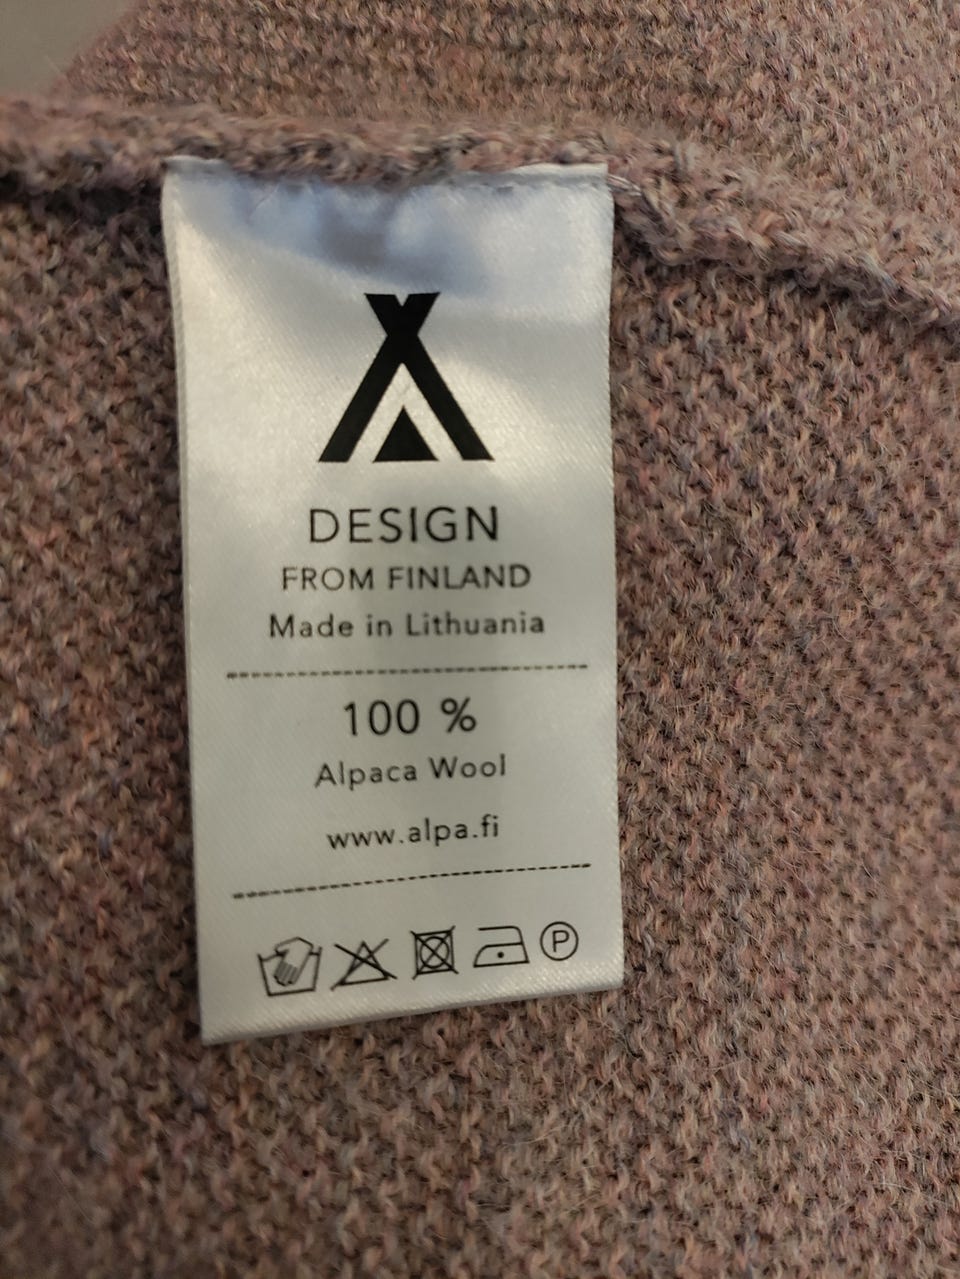 DESIGN
FROM FINLAND
Made in Lithuania
100 %
Alpaca Wool
www.alpa.fi
P